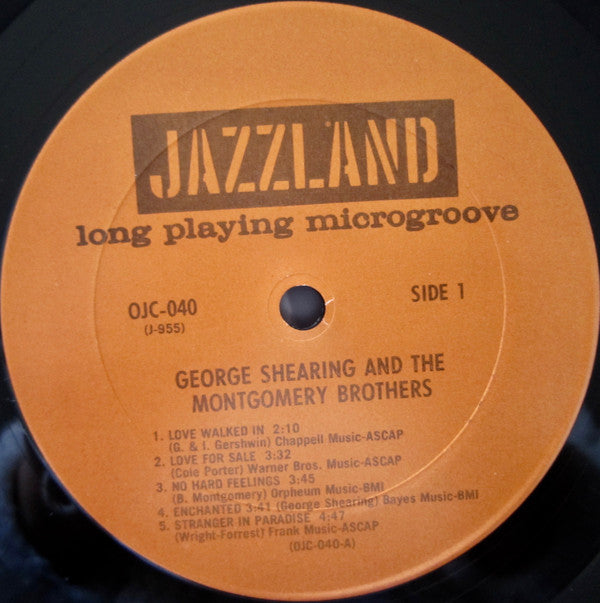 JAZZLAND
long playing microgroove
OJC-040
(J-955)
SIDE 1
GEORGE SHEARING AND THE
MONTGOMERY BROTHERS
1. LOVE WALKED IN 2:10
(G. & I. Gershwin) Chappell Music-ASCAP
2. LOVE FOR SALE 3:32
(Cole Porter) Warner Bros. Music-ASCAP
3. NO HARD FEELINGS 3:45
(B. Montgomery) Orpheum Music-BMI
4. ENCHANTED 3:41 (George Shearing) Bayes Music-BMI
5. STRANGER IN PARADISE 4:47
(Wright-Forrest) Frank Music-ASCAP
(OJC-040-A)